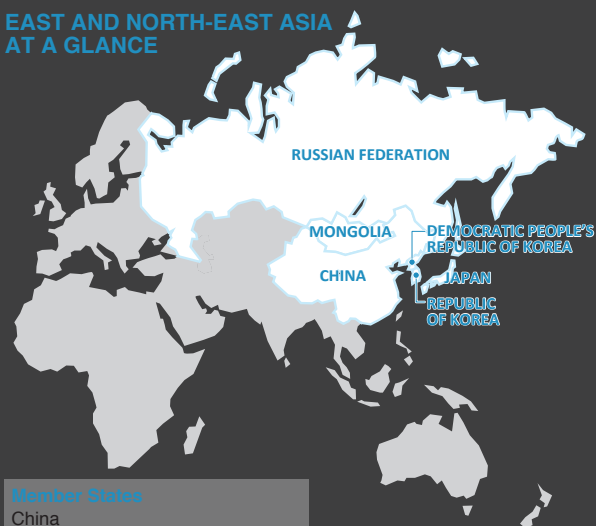 EAST AND NORTH-EAST ASIA
AT A GLANCE
RUSSIAN FEDERATION
MONGOLIA
DEMOCRATIC PEOPLE'S
REPUBLIC OF KOREA
CHINA
JAPAN
REPUBLIC
OF KOREA
Member States
China